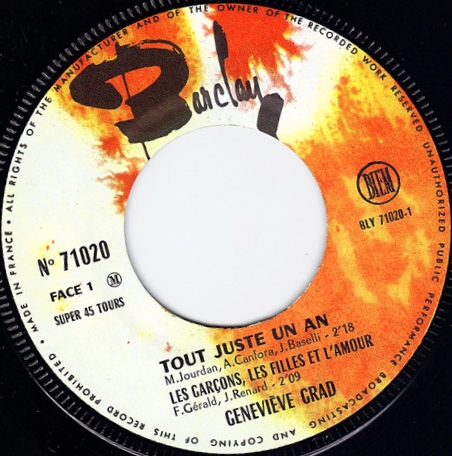 ALL RIGHTS OF THE MANUFACTURER AND OF THE OWNER OF THE RECORDED WORK RESERVED UNAUTHORIZED PUBLIC PERFORMANCE BROADCASTING AND COPYING OF THIS RECORD PROHIBITED • MADE IN FRANCE •
Barclay
BIEM
BLY 71020-1
No 71020
FACE 1 M
SUPER 45 TOURS
TOUT JUSTE UN AN
M. Jourdan, A. Canfora, J. Baselli - 2'18
LES GARÇONS, LES FILLES ET L'AMOUR
F. Gérald, J. Renard - 2'09
GENEVIÈVE GRAD